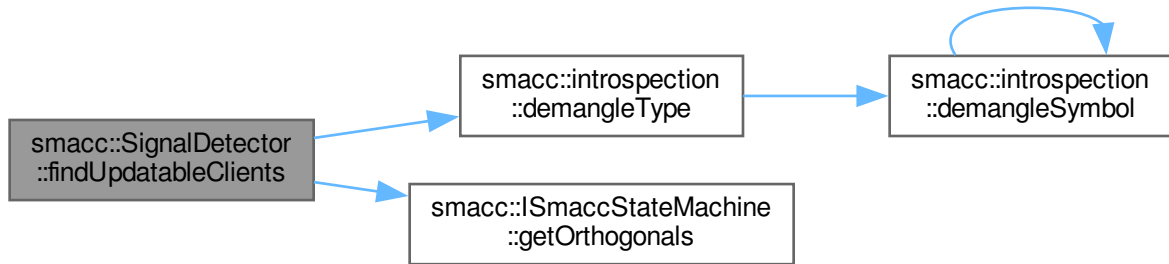 smacc::SignalDetector
::findUpdatableClients
smacc::introspection
::demangleType
smacc::introspection
::demangleSymbol
smacc::ISmaccStateMachine
::getOrthogonals